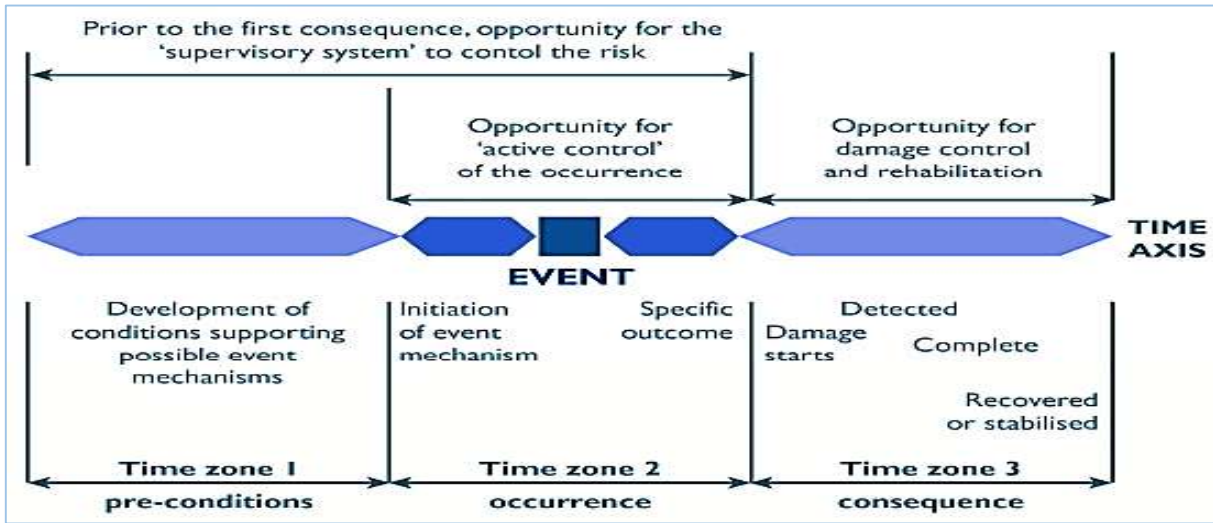 Prior to the first consequence, opportunity for the
'supervisory system' to contol the risk
Opportunity for
'active control'
of the occurrence
Opportunity for
damage control
and rehabilitation
TIME
AXIS
EVENT
Development of
conditions supporting
possible event
mechanisms
Initiation
of event
mechanism
Specific
outcome
Detected
Damage
starts
Complete
Recovered
or stabilised
Time zone 1
pre-conditions
Time zone 2
occurrence
Time zone 3
consequence